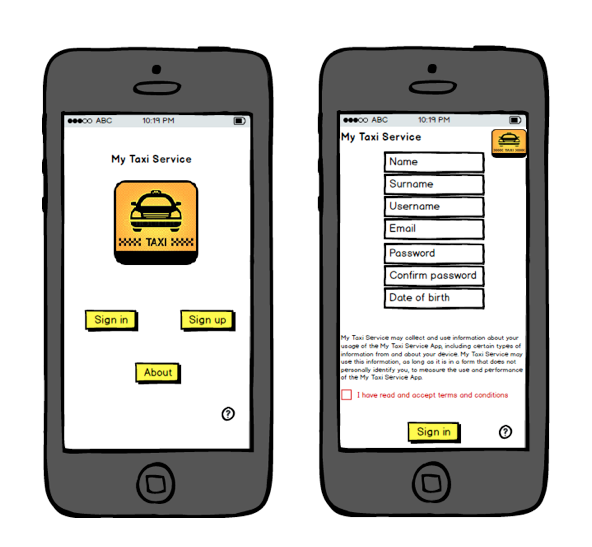 ABC 10:19 PM
My Taxi Service
TAXI
Sign in
Sign up
About
?
ABC 10:19 PM
My Taxi Service
TAXI
Name
Surname
Username
Email
Password
Confirm password
Date of birth
My Taxi Service may collect and use information about your
usage of the My Taxi Service App, including certain types of
information from and about your device. My Taxi Service may
use this information, as long as it is in a form that does not
personally identify you, to measure the use and performance
of the My Taxi Service App.
I have read and accept terms and conditions
Sign in
?